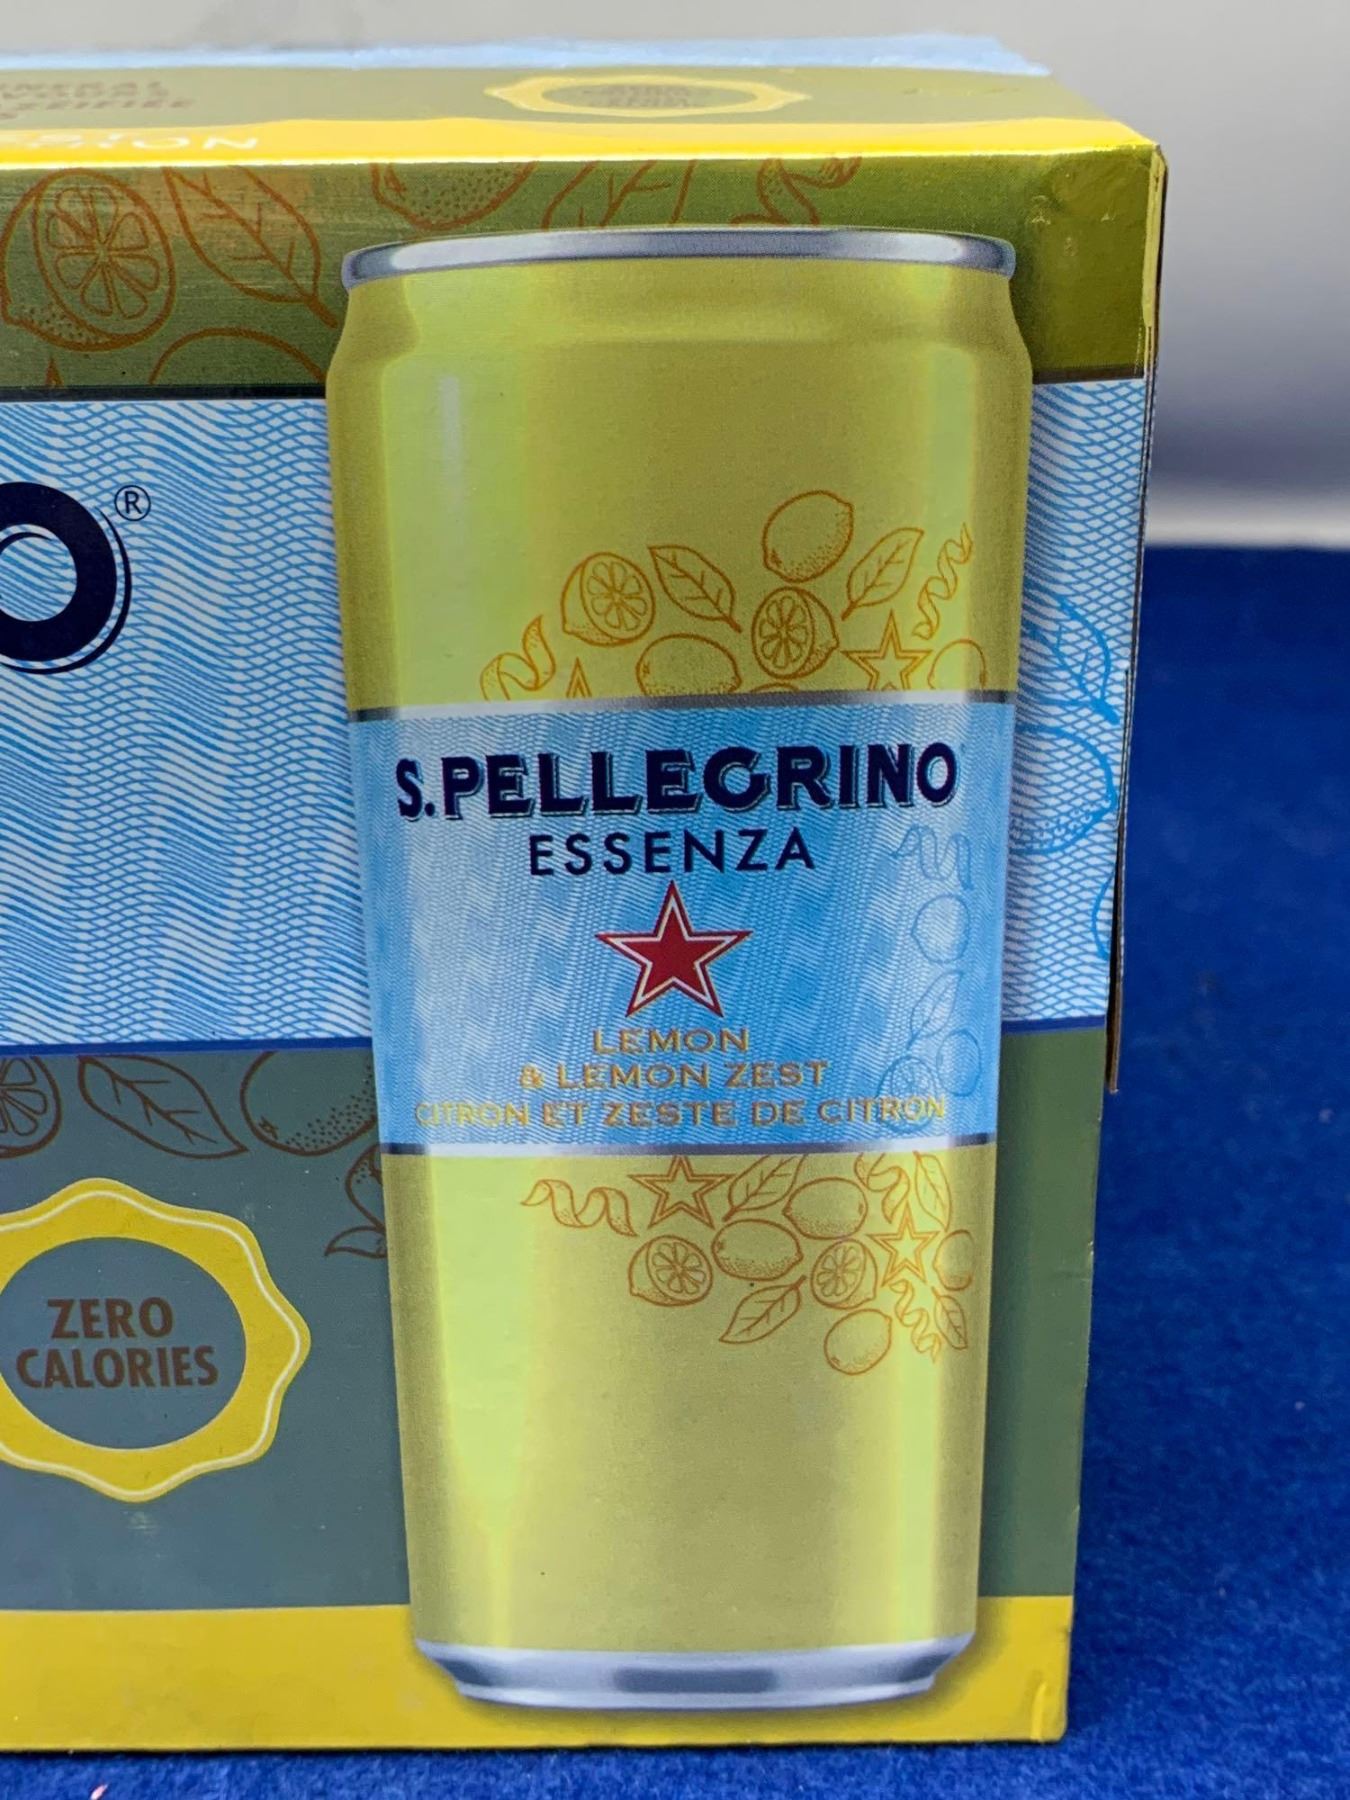 O®
S.PELLEGRINO
ESSENZA
LEMON
& LEMON ZEST
CITRON ET ZESTE DE CITRON
ZERO
CALORIES